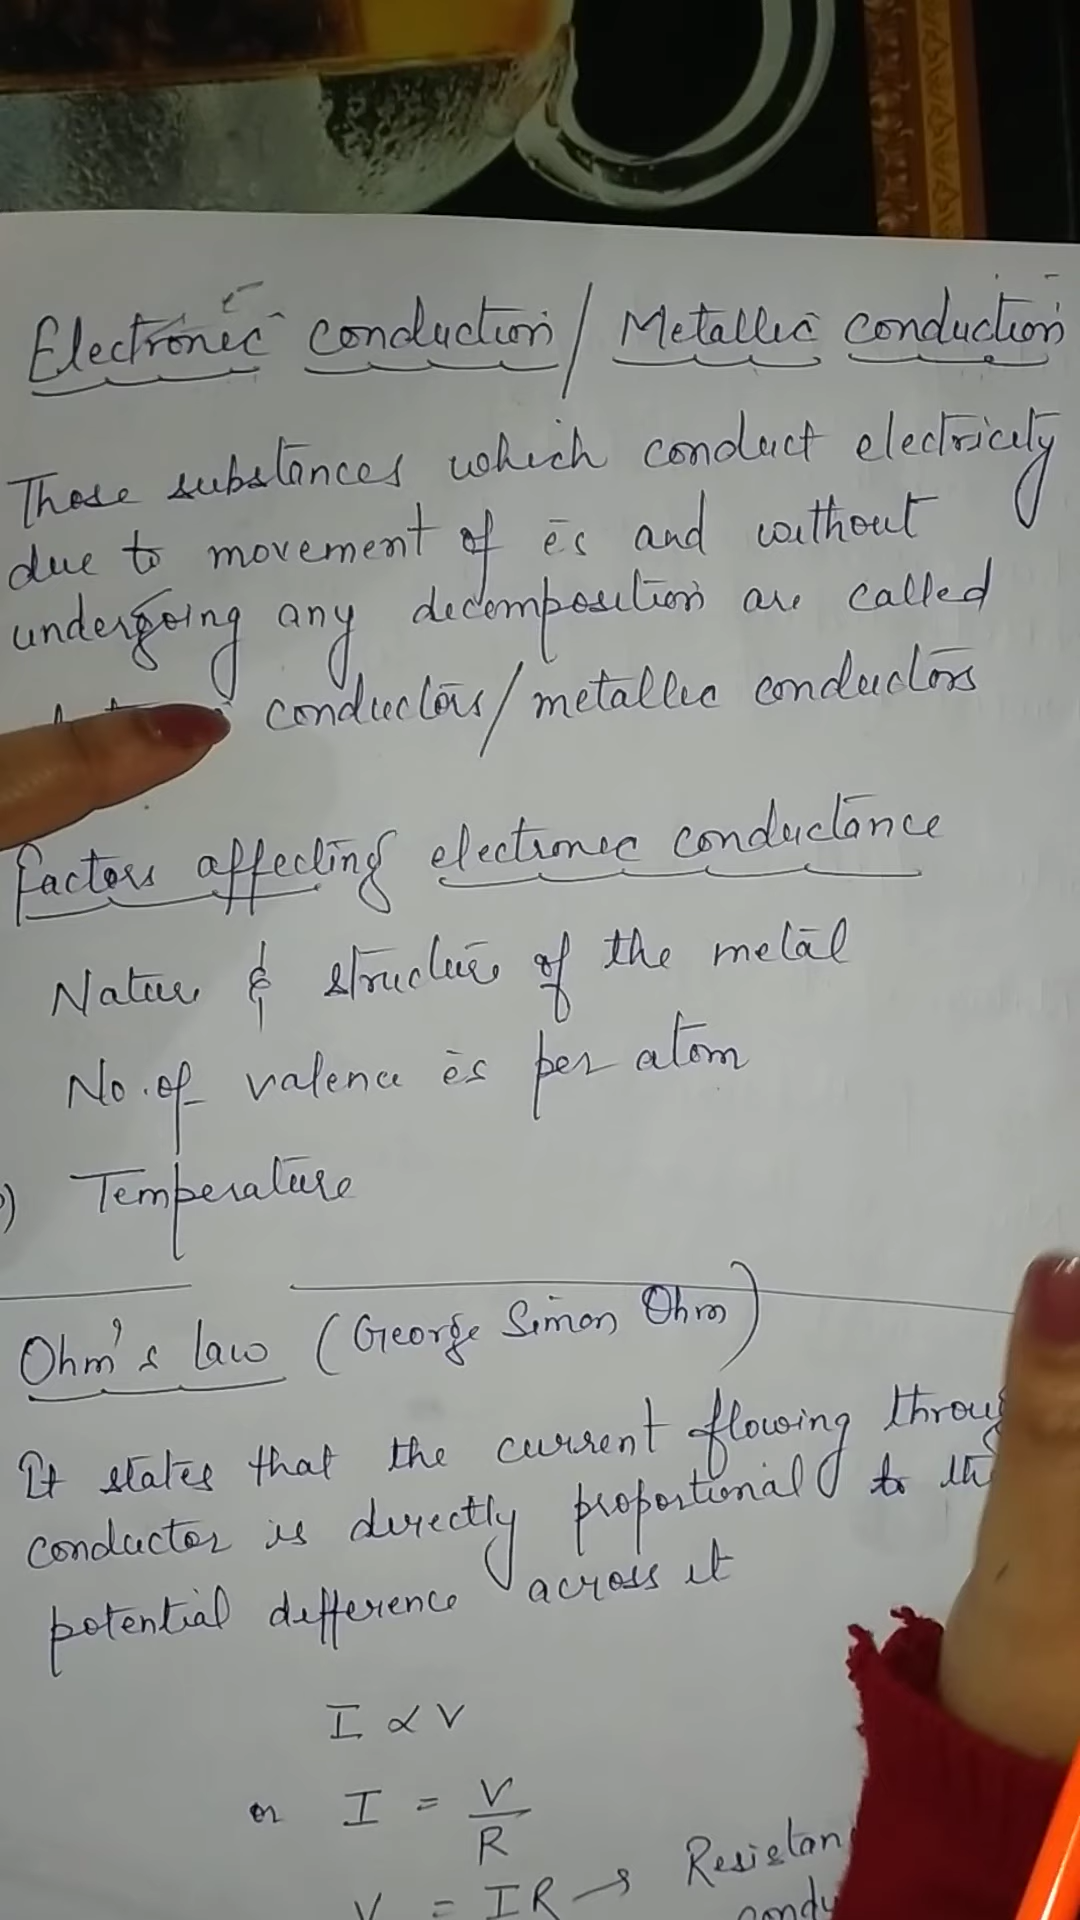 Electronic conduction / Metallic conduction
Those substances which conduct electricity
due to movement of ēs and without
undergoing any decomposition are called
conductors/metallic conductors
factors affecting electronic conductance
Nature & structure of the metal
No. of valence ēs per atom
Temperature
Ohm's law (George Simon Ohm)
It states that the current flowing
conductor is directly proportional to
potential difference across it
I ∝ V
or I = V/R
V = IR →